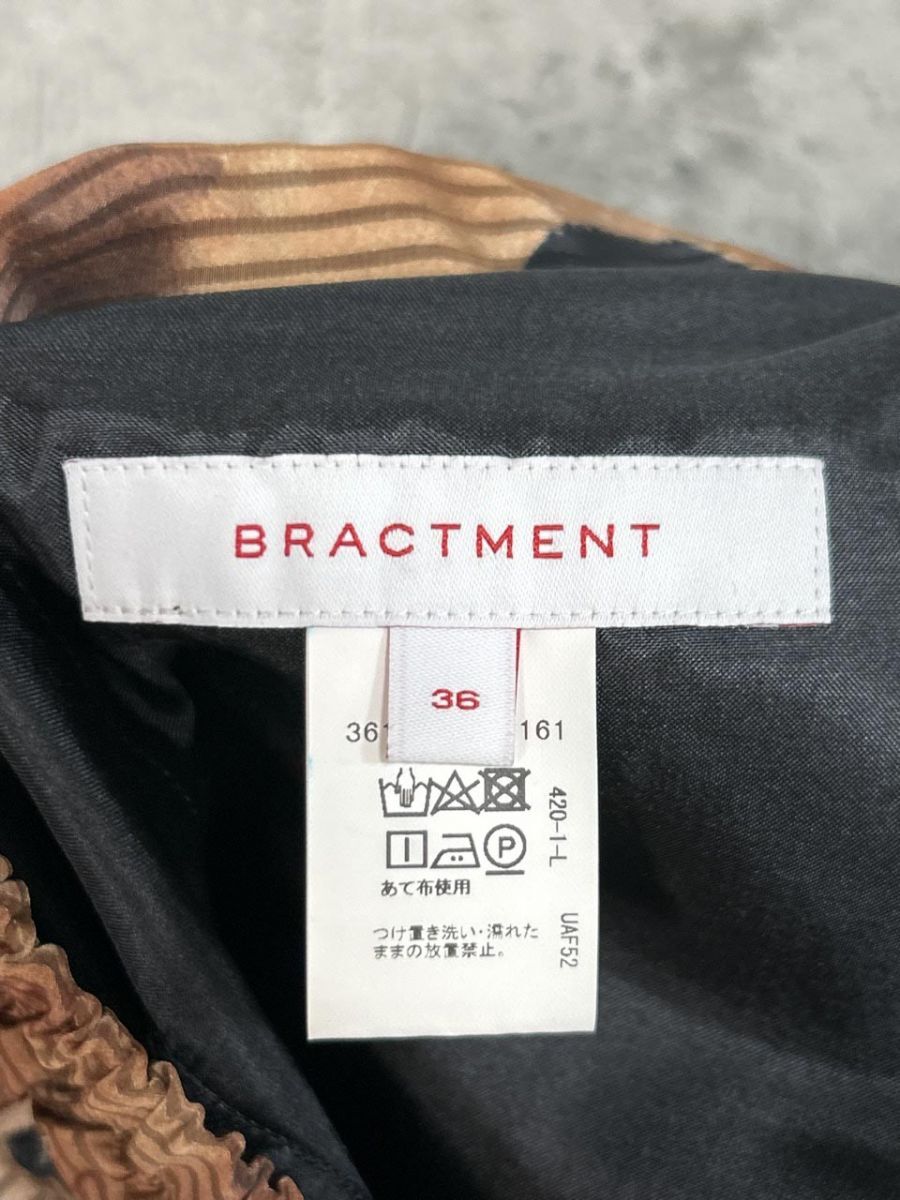 BRACTMENT
36
361 161
P
あて布使用
つけ置き洗い・濡れた
ままの放置禁止。
420-1-L
UAF52